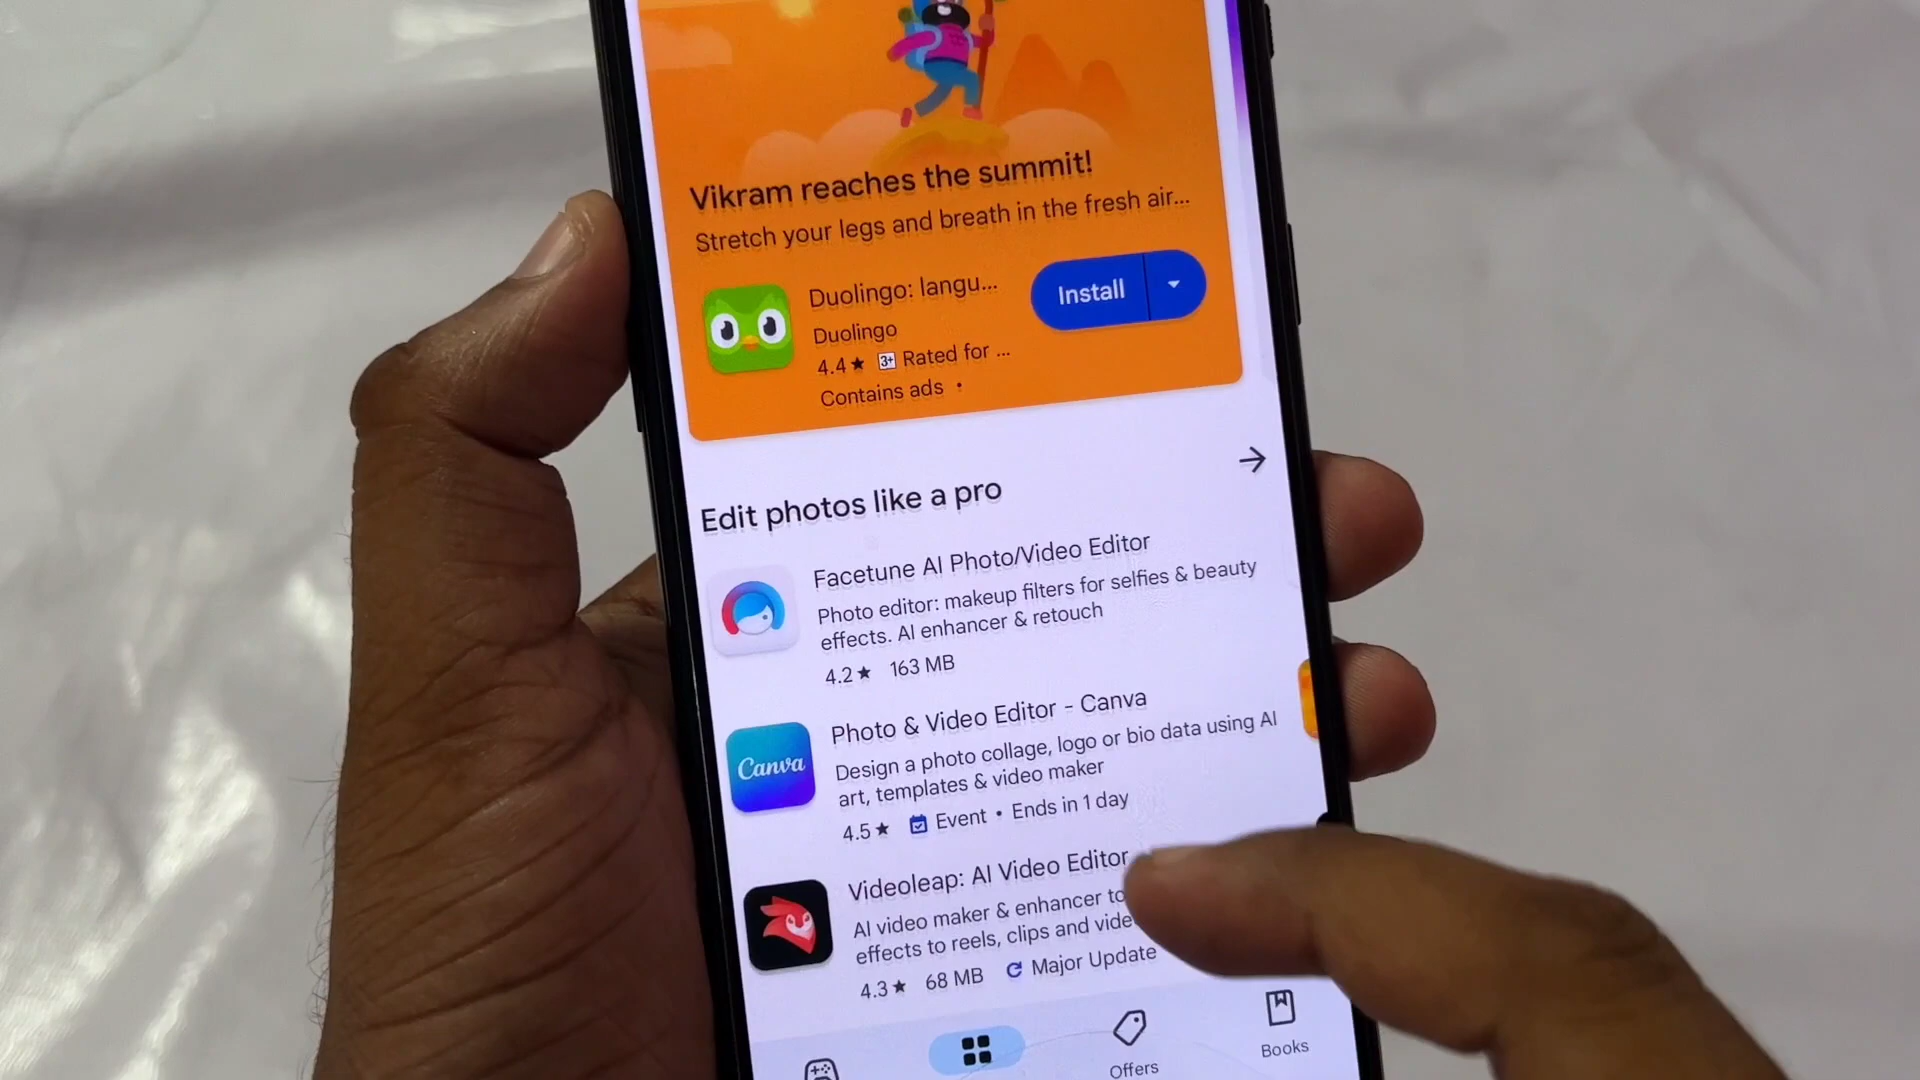 Vikram reaches the summit!
Stretch your legs and breath in the fresh air...
Duolingo: langu...
Install
Duolingo
4.4★ 3+ Rated for ...
Contains ads •
Edit photos like a pro
Facetune AI Photo/Video Editor
Photo editor: makeup filters for selfies & beauty
effects. AI enhancer & retouch
4.2★ 163 MB
Photo & Video Editor - Canva
Canva
Design a photo collage, logo or bio data using AI
art, templates & video maker
4.5★ Event • Ends in 1 day
Videoleap: AI Video Editor
AI video maker & enhancer to
effects to reels, clips and vide
4.3★ 68 MB Major Update
Offers
Books